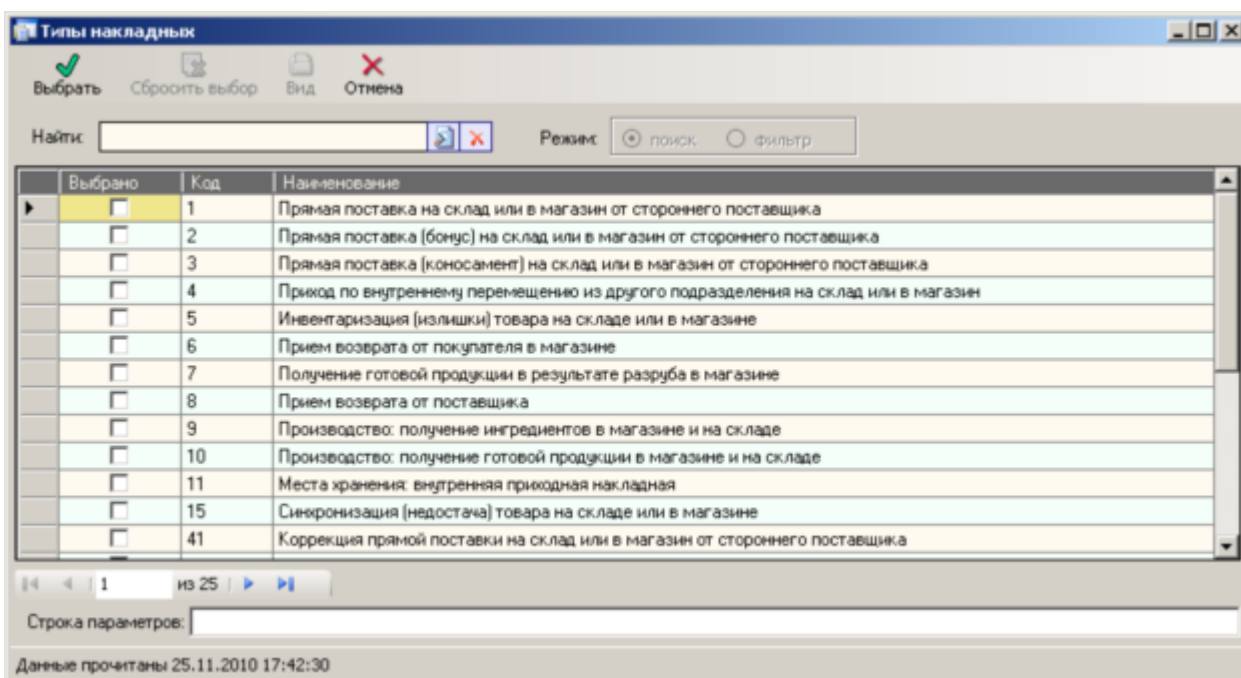 Типы накладных
Выбрать Сбросить выбор Вид Отмена
Найти: Режим: поиск фильтр
Выбрано Код Наименование
1 Прямая поставка на склад или в магазин от стороннего поставщика
2 Прямая поставка (бонус) на склад или в магазин от стороннего поставщика
3 Прямая поставка (коносамент) на склад или в магазин от стороннего поставщика
4 Приход по внутреннему перемещению из другого подразделения на склад или в магазин
5 Инвентаризация (излишки) товара на складе или в магазине
6 Прием возврата от покупателя в магазине
7 Получение готовой продукции в результате разруба в магазине
8 Прием возврата от поставщика
9 Производство: получение ингредиентов в магазине и на складе
10 Производство: получение готовой продукции в магазине и на складе
11 Места хранения: внутренняя приходная накладная
15 Синхронизация (недостача) товара на складе или в магазине
41 Коррекция прямой поставки на склад или в магазин от стороннего поставщика
1 из 25
Строка параметров:
Данные прочитаны 25.11.2010 17:42:30